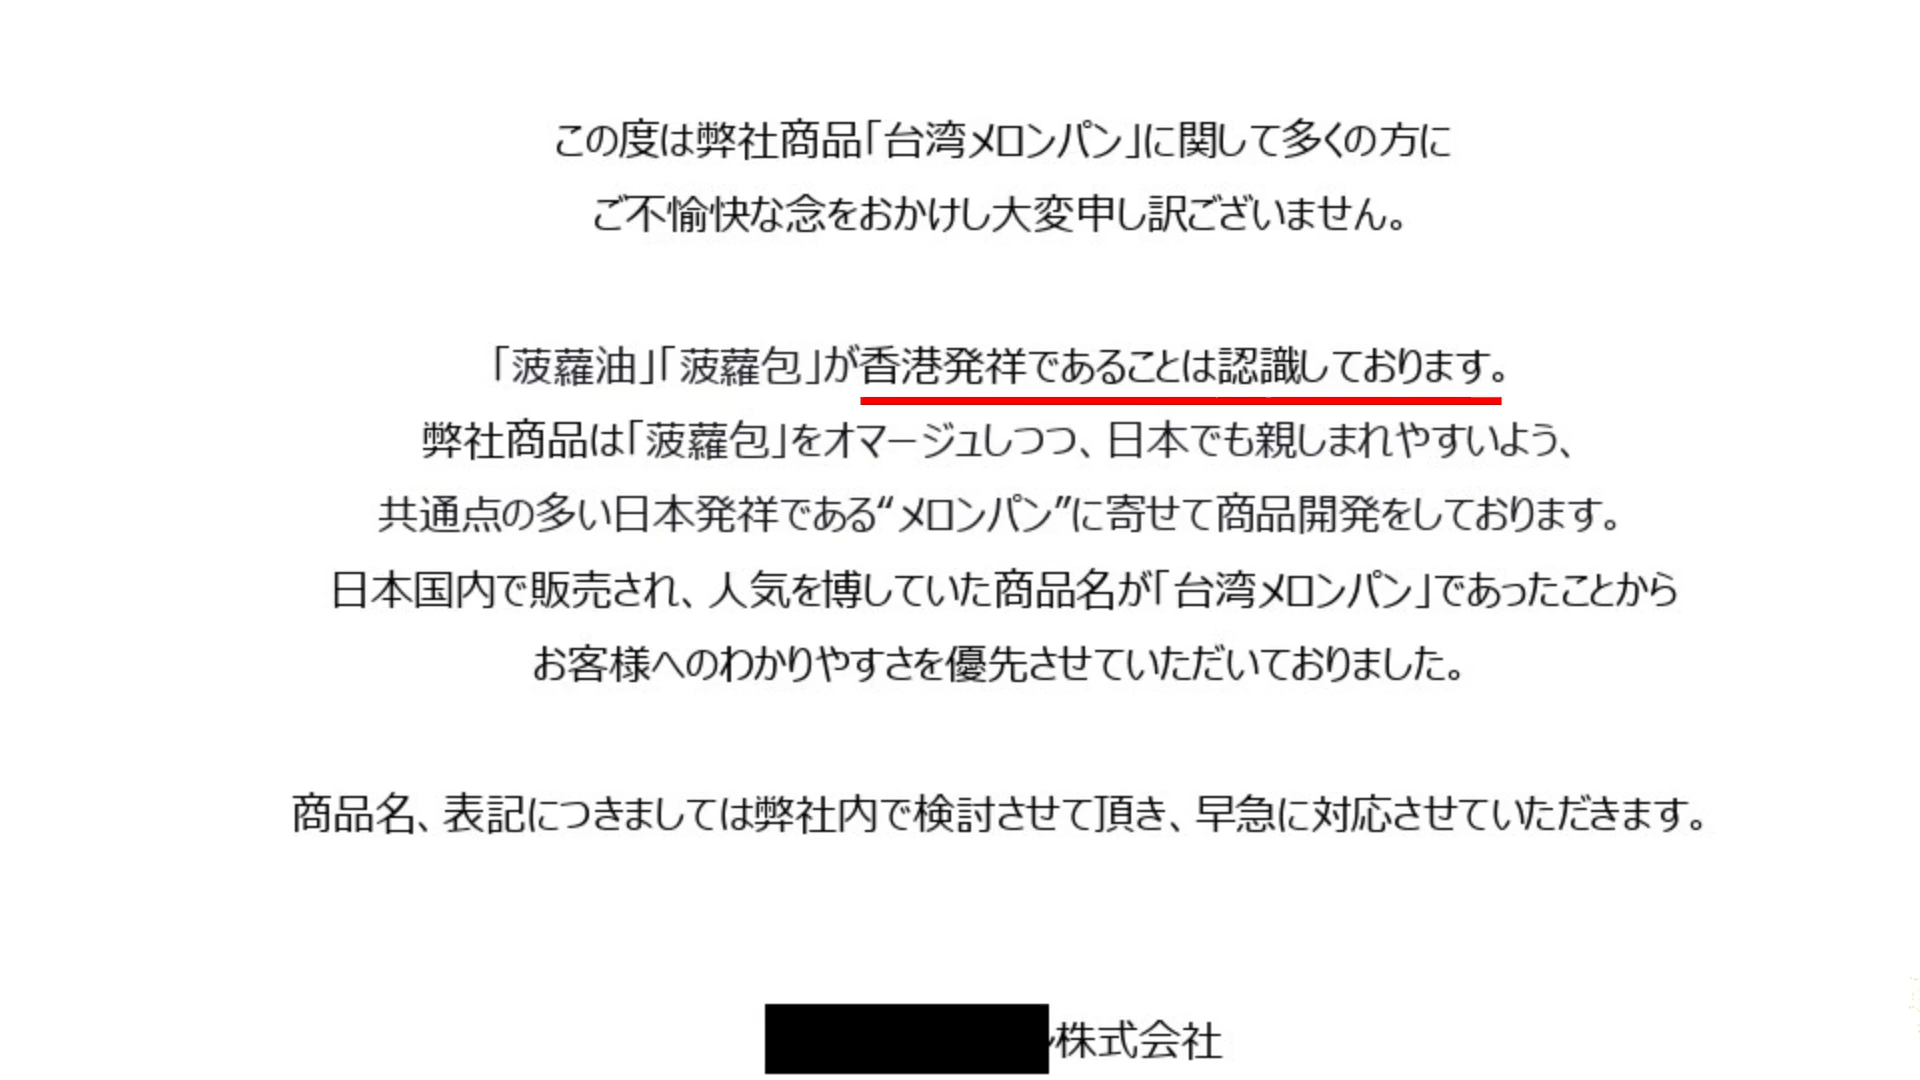 この度は弊社商品「台湾メロンパン」に関して多くの方に
ご不愉快な念をおかけし大変申し訳ございません。
「菠蘿油」「菠蘿包」が香港発祥であることは認識しております。
弊社商品は「菠蘿包」をオマージュしつつ、日本でも親しまれやすいよう、
共通点の多い日本発祥である“メロンパン”に寄せて商品開発をしております。
日本国内で販売され、人気を博していた商品名が「台湾メロンパン」であったことから
お客様へのわかりやすさを優先させていただいておりました。
商品名、表記につきましては弊社内で検討させて頂き、早急に対応させていただきます。
株式会社